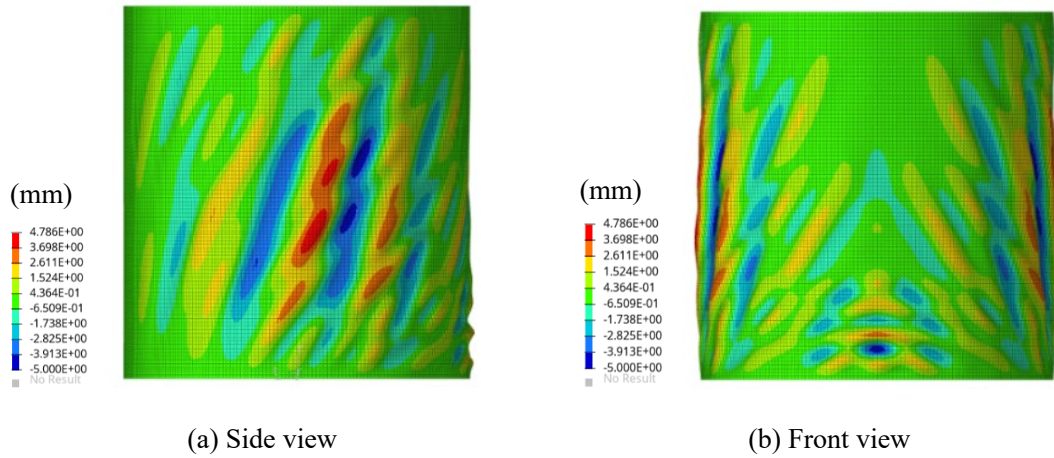 (mm)
4.786E+00
3.698E+00
2.611E+00
1.524E+00
4.364E-01
-6.509E-01
-1.738E+00
-2.825E+00
-3.913E+00
-5.000E+00
No Result
(a) Side view
(mm)
4.786E+00
3.698E+00
2.611E+00
1.524E+00
4.364E-01
-6.509E-01
-1.738E+00
-2.825E+00
-3.913E+00
-5.000E+00
No Result
(b) Front view